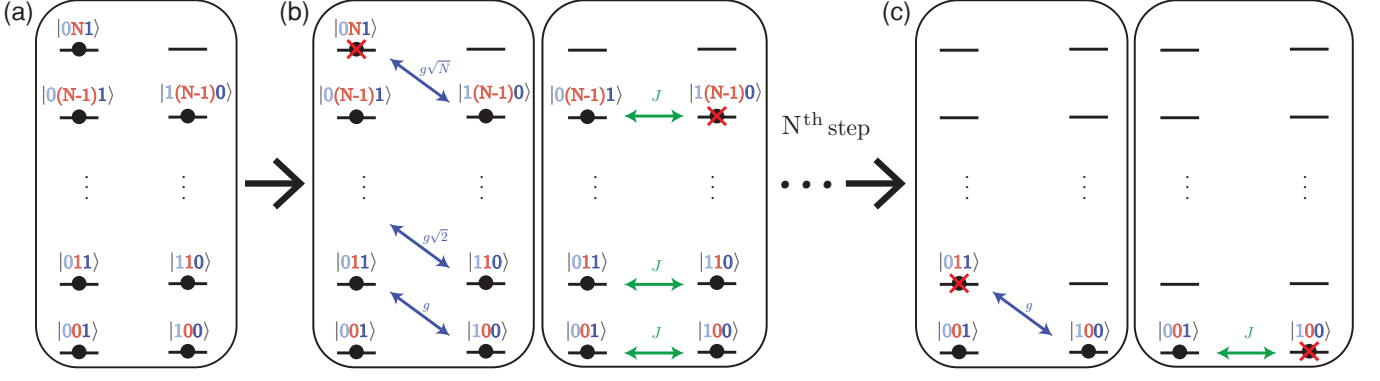 (a)
|0N1⟩
|0(N-1)1⟩ |1(N-1)0⟩
⋮ ⋮
|011⟩ |110⟩
|001⟩ |100⟩
(b)
|0N1⟩
g√N
|0(N-1)1⟩ |1(N-1)0⟩
⋮ ⋮
g√2
|011⟩ |110⟩
g
|001⟩ |100⟩
|0(N-1)1⟩ J |1(N-1)0⟩
⋮ ⋮
|011⟩ J |110⟩
|001⟩ J |100⟩
Nth step
• • •
(c)
⋮ ⋮
|011⟩
g
|001⟩ |100⟩
⋮ ⋮
|001⟩ J |100⟩